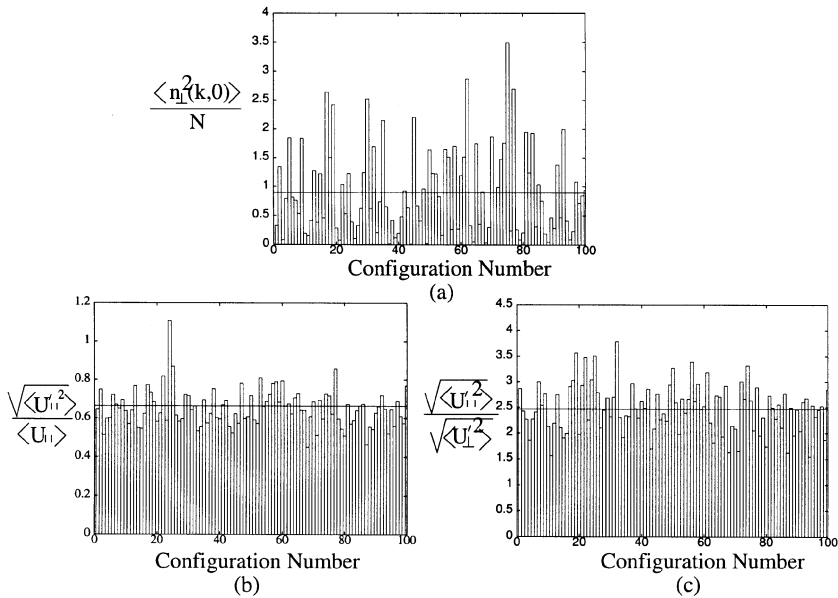 4
3.5
3
2.5
2
1.5
1
0.5
0
⟨n⊥²(k,0)⟩
N
0 20 40 60 80 100
Configuration Number
(a)
1.2
1
0.8
0.6
0.4
0.2
0
√⟨U′∥²⟩
⟨U∥⟩
0 20 40 60 80 100
Configuration Number
(b)
4.5
4
3.5
3
2.5
2
1.5
1
0.5
0
√⟨U′∥²⟩
√⟨U′⊥²⟩
0 20 40 60 80 100
Configuration Number
(c)